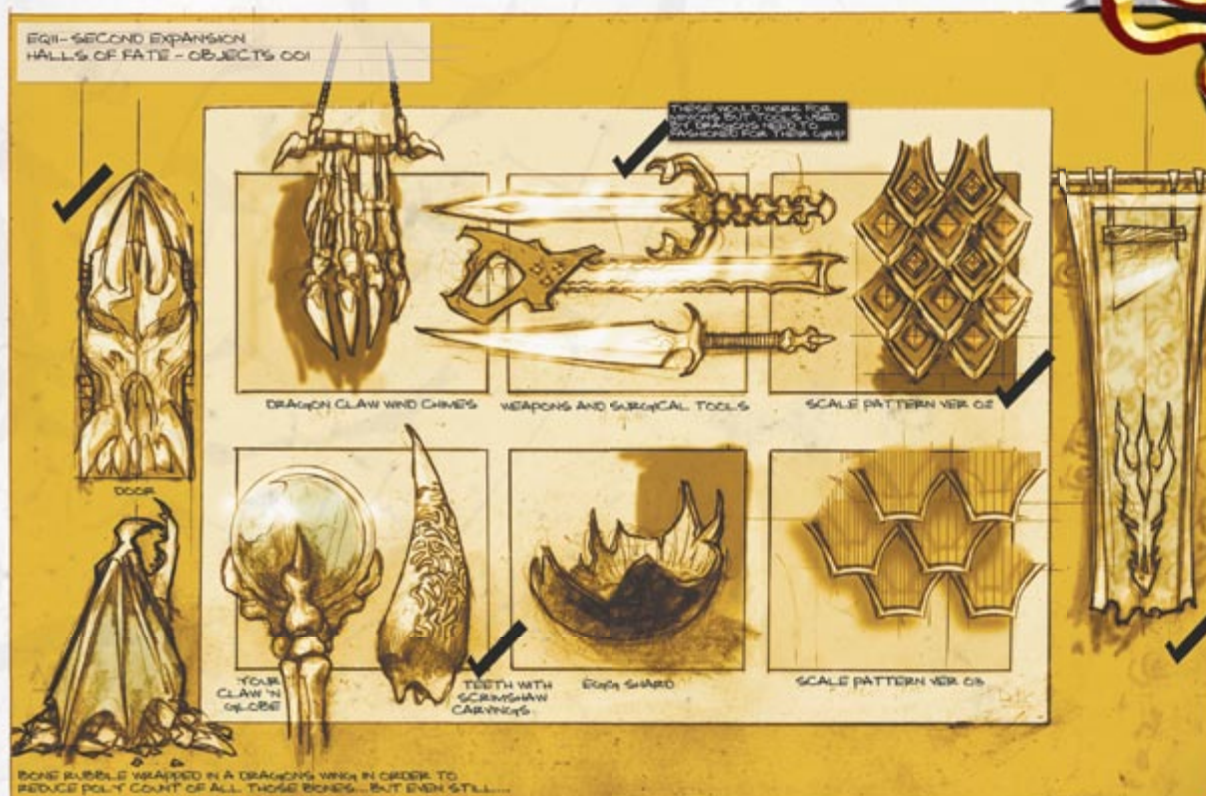 EQII-SECOND EXPANSION
HALLS OF FATE - OBJECTS 001
THESE WOULD WORK FOR
MINIONS BUT TOOLS USED
BY DRAGONS NEED TO
FASHIONED FOR THEIR GRIP
DRAGON CLAW WIND CHIMES
WEAPONS AND SURGICAL TOOLS
SCALE PATTERN VER 02
DOOR
YOUR
CLAW 'N
GLOBE
TEETH WITH
SCRIMSHAW
CARVINGS
EGG SHARD
SCALE PATTERN VER 03
BONE RUBBLE WRAPPED IN A DRAGONS WING IN ORDER TO
REDUCE POLY COUNT OF ALL THOSE BONES...BUT EVEN STILL....